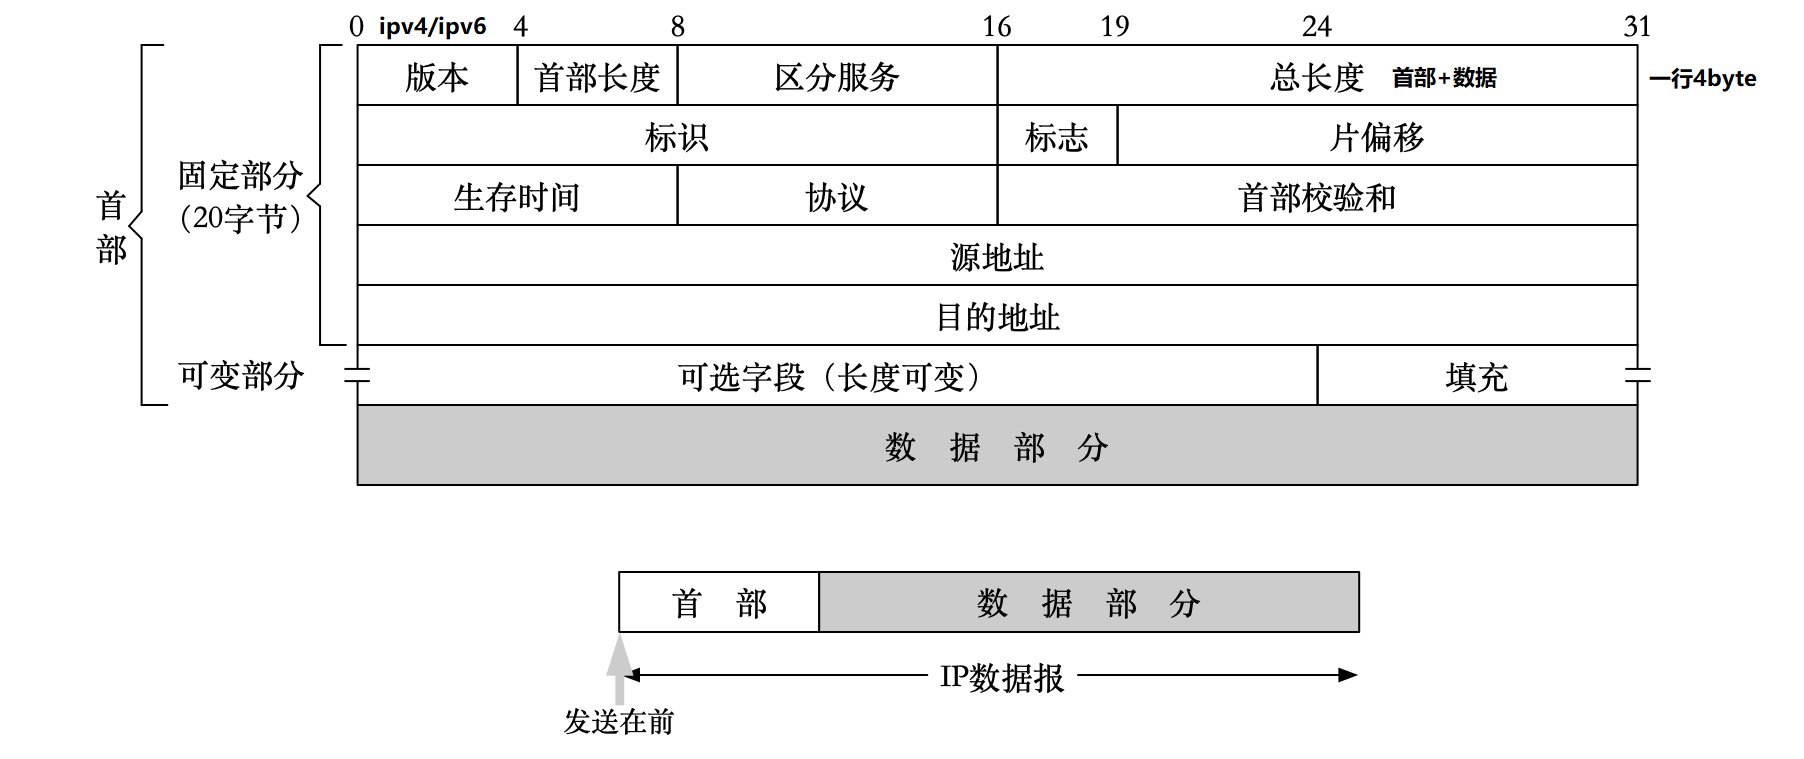 0 ipv4/ipv6 4 8 16 19 24 31
版本 首部长度 区分服务 总长度 首部+数据 一行4byte
标识 标志 片偏移
固定部分
（20字节）
首部
生存时间 协议 首部校验和
源地址
目的地址
可变部分 可选字段（长度可变） 填充
数据部分
首部 数据部分
IP数据报
发送在前